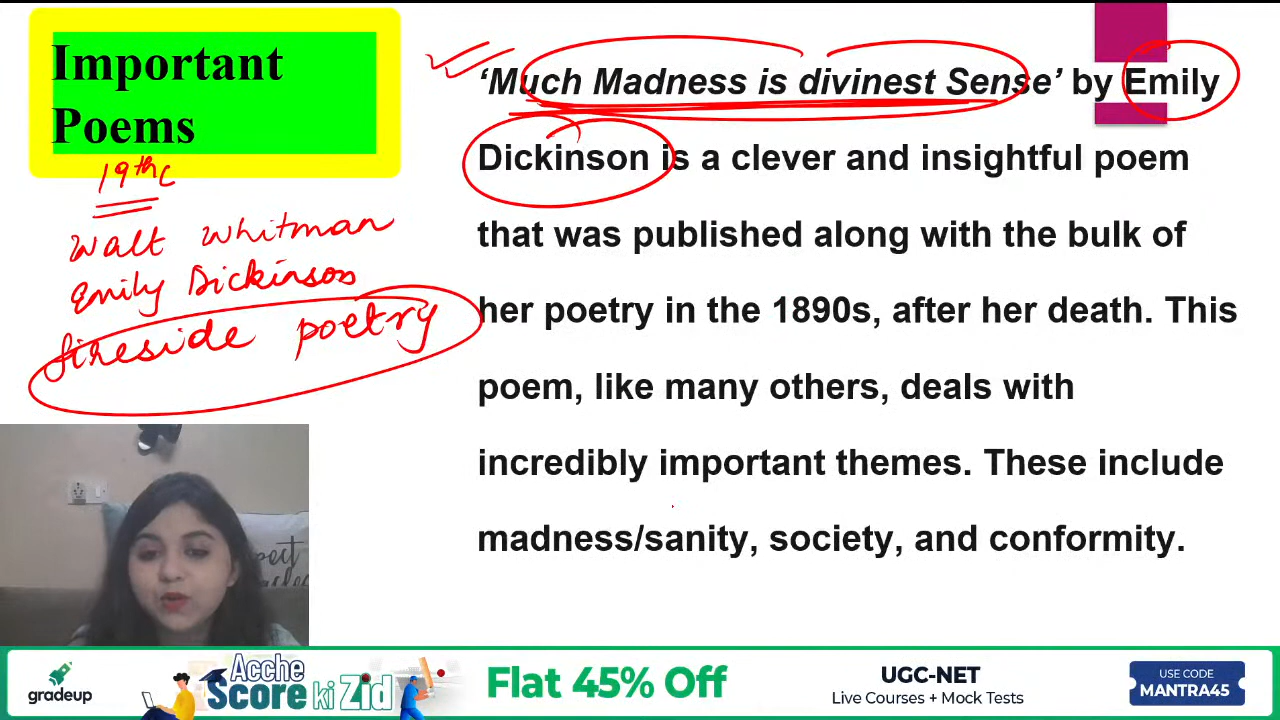 Important
Poems
19th C
Walt Whitman
Emily Dickinson
fireside poetry
‘Much Madness is divinest Sense’ by Emily
Dickinson is a clever and insightful poem
that was published along with the bulk of
her poetry in the 1890s, after her death. This
poem, like many others, deals with
incredibly important themes. These include
madness/sanity, society, and conformity.
gradeup
Acche
Score ki Zid
Flat 45% Off
UGC-NET
Live Courses + Mock Tests
USE CODE
MANTRA45